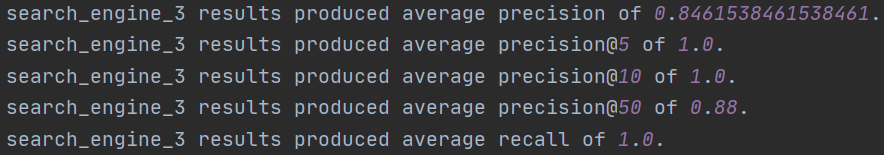 search_engine_3 results produced average precision of 0.8461538461538461.
search_engine_3 results produced average precision@5 of 1.0.
search_engine_3 results produced average precision@10 of 1.0.
search_engine_3 results produced average precision@50 of 0.88.
search_engine_3 results produced average recall of 1.0.